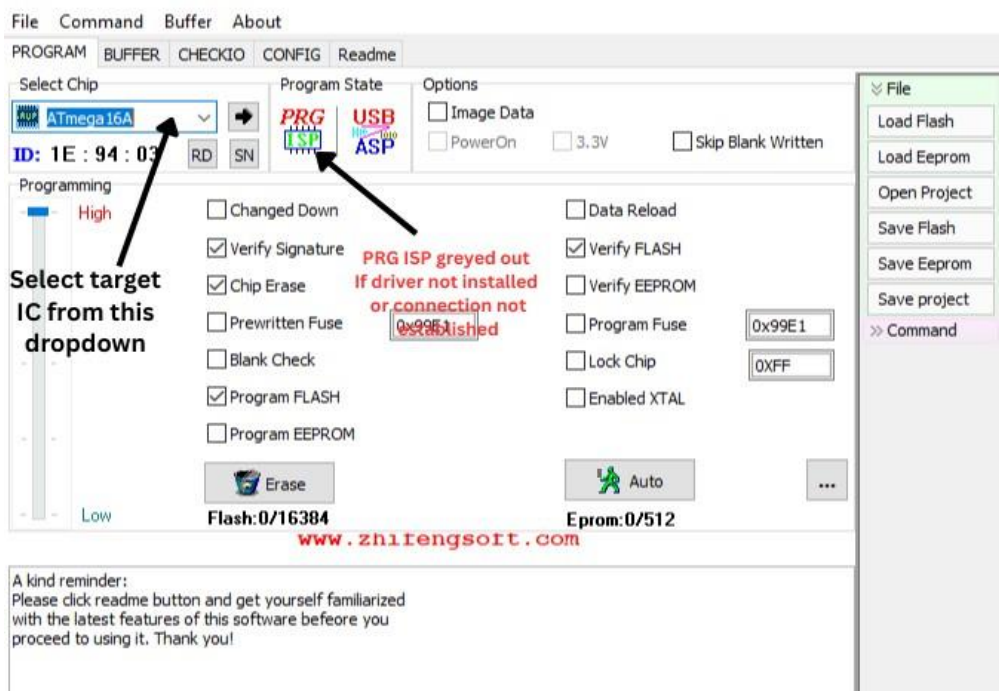 File Command Buffer About
PROGRAM BUFFER CHECKIO CONFIG Readme
Select Chip
ATmega16A
ID: 1E : 94 : 03
RD
SN
Program State
PRG
ISP
USB
ASP
Options
Image Data
PowerOn
3.3V
Skip Blank Written
Programming
High
Low
Select target
IC from this
dropdown
Changed Down
Verify Signature
Chip Erase
Prewritten Fuse
0x99E1
Blank Check
Program FLASH
Program EEPROM
PRG ISP greyed out
If driver not installed
or connection not
established
Data Reload
Verify FLASH
Verify EEPROM
Program Fuse
0x99E1
Lock Chip
0XFF
Enabled XTAL
Erase
Auto
...
Flash:0/16384
Eprom:0/512
www.zhifengsoft.com
A kind reminder:
Please click readme button and get yourself familiarized
with the latest features of this software befeore you
proceed to using it. Thank you!
File
Load Flash
Load Eeprom
Open Project
Save Flash
Save Eeprom
Save project
Command